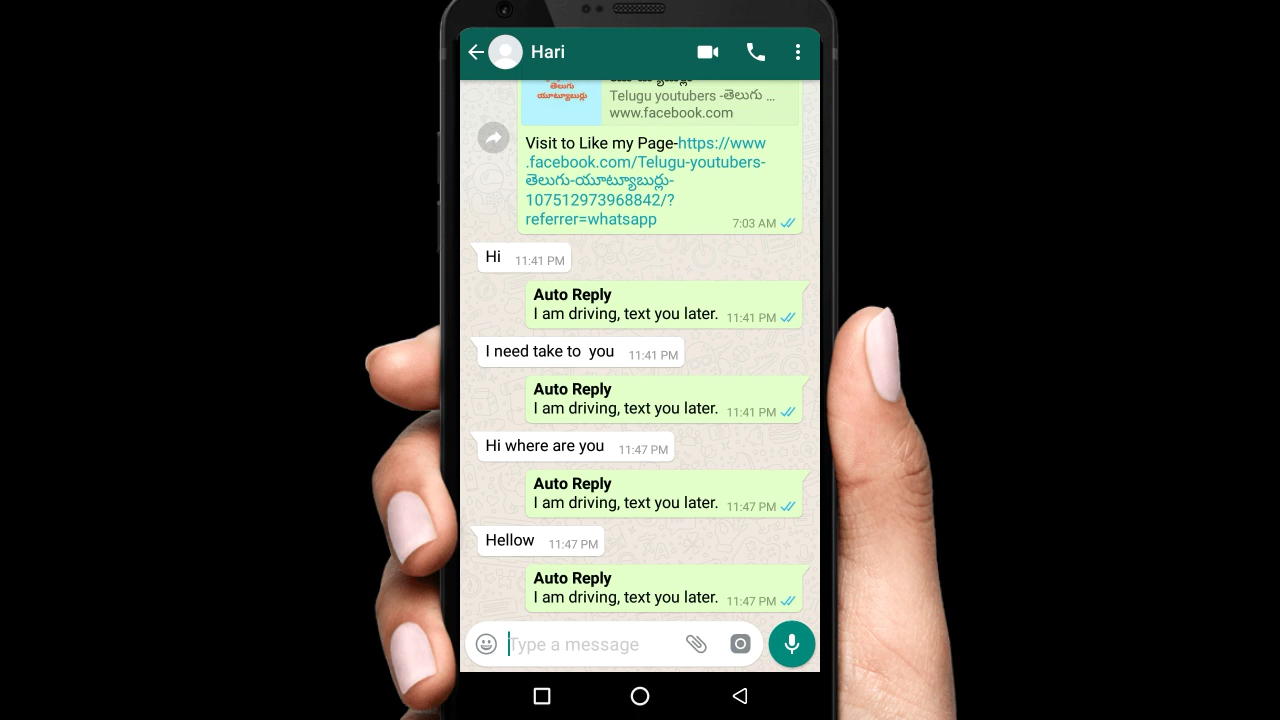 Hari
తెలుగు
యూట్యూబుర్లు
Telugu youtubers -తెలుగు ...
www.facebook.com
Visit to Like my Page-https://www
.facebook.com/Telugu-youtubers-
తెలుగు-యూట్యూబుర్లు-
107512973968842/?
referrer=whatsapp
7:03 AM
Hi 11:41 PM
Auto Reply
I am driving, text you later. 11:41 PM
I need take to  you 11:41 PM
Auto Reply
I am driving, text you later. 11:41 PM
Hi where are you 11:47 PM
Auto Reply
I am driving, text you later. 11:47 PM
Hellow 11:47 PM
Auto Reply
I am driving, text you later. 11:47 PM
Type a message